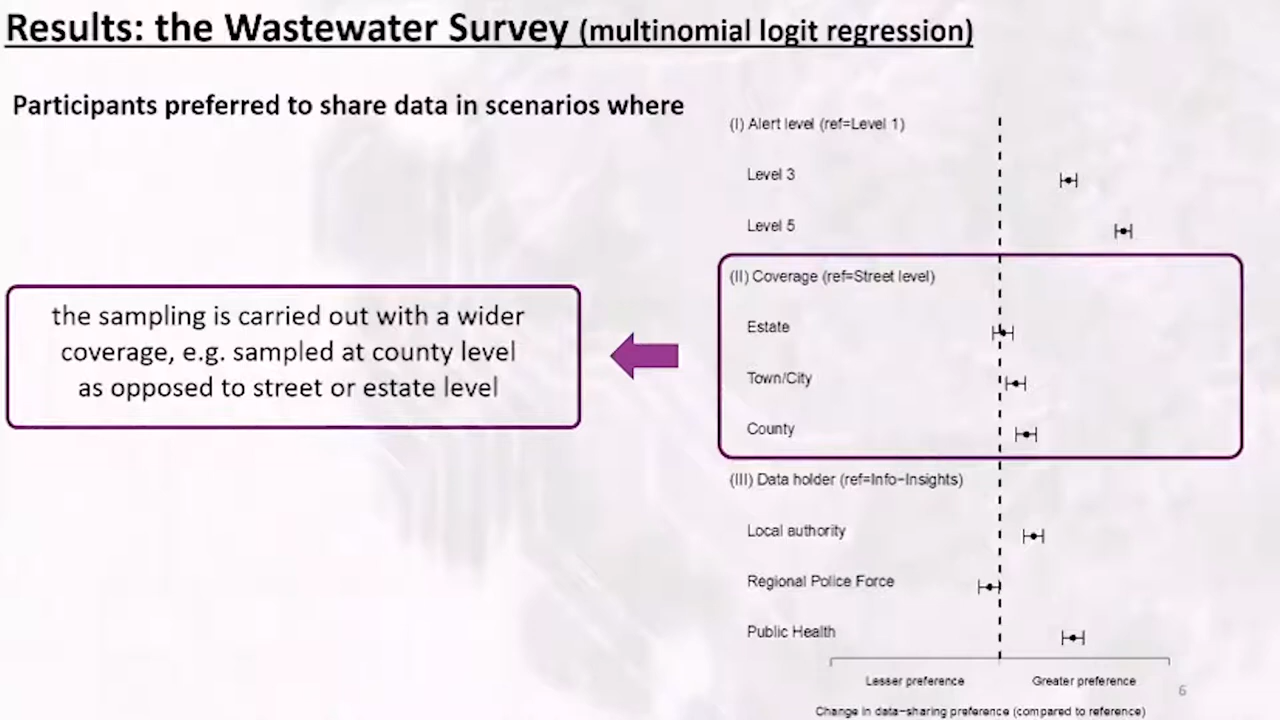 Results: the Wastewater Survey (multinomial logit regression)
Participants preferred to share data in scenarios where
the sampling is carried out with a wider
coverage, e.g. sampled at county level
as opposed to street or estate level
(I) Alert level (ref=Level 1)
Level 3
Level 5
(II) Coverage (ref=Street level)
Estate
Town/City
County
(III) Data holder (ref=Info−Insights)
Local authority
Regional Police Force
Public Health
Lesser preference
Greater preference
Change in data−sharing preference (compared to reference)
6